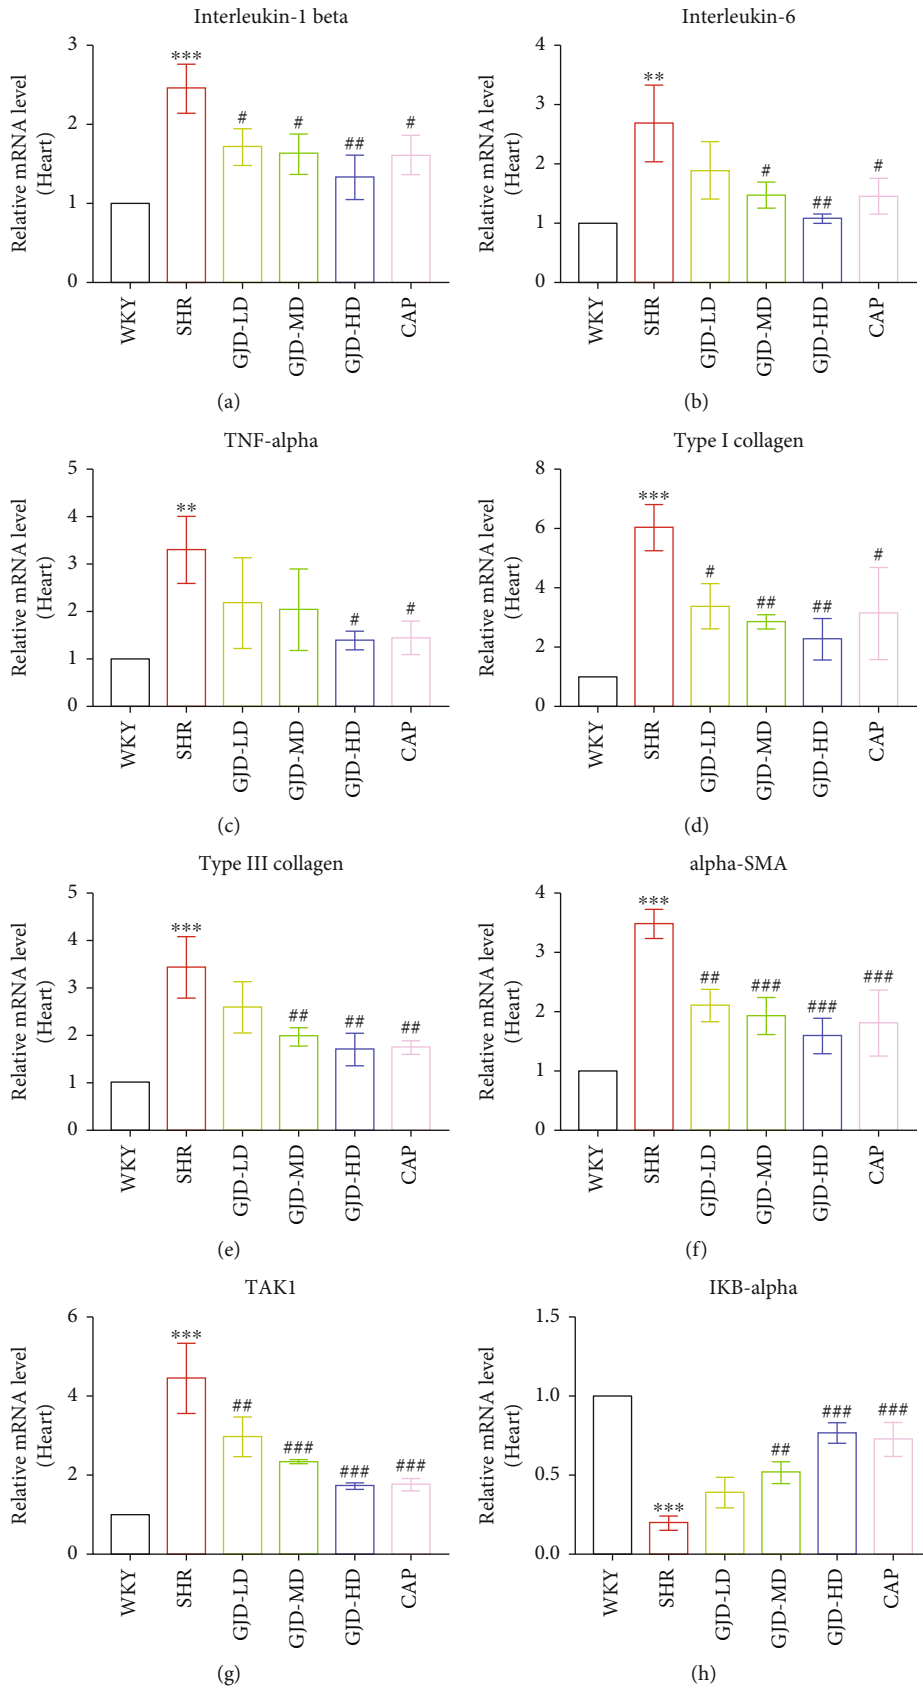 Interleukin-1 beta
Relative mRNA level
(Heart)
3
2
1
0
***
#
#
##
#
WKY
SHR
GJD-LD
GJD-MD
GJD-HD
CAP
(a)
Interleukin-6
Relative mRNA level
(Heart)
4
3
2
1
0
**
#
##
#
WKY
SHR
GJD-LD
GJD-MD
GJD-HD
CAP
(b)
TNF-alpha
Relative mRNA level
(Heart)
5
4
3
2
1
0
**
#
#
WKY
SHR
GJD-LD
GJD-MD
GJD-HD
CAP
(c)
Type I collagen
Relative mRNA level
(Heart)
8
6
4
2
0
***
#
##
##
#
WKY
SHR
GJD-LD
GJD-MD
GJD-HD
CAP
(d)
Type III collagen
Relative mRNA level
(Heart)
5
4
3
2
1
0
***
##
##
##
WKY
SHR
GJD-LD
GJD-MD
GJD-HD
CAP
(e)
alpha-SMA
Relative mRNA level
(Heart)
4
3
2
1
0
***
##
###
###
###
WKY
SHR
GJD-LD
GJD-MD
GJD-HD
CAP
(f)
TAK1
Relative mRNA level
(Heart)
6
4
2
0
***
##
###
###
###
WKY
SHR
GJD-LD
GJD-MD
GJD-HD
CAP
(g)
IKB-alpha
Relative mRNA level
(Heart)
1.5
1.0
0.5
0.0
***
##
###
###
WKY
SHR
GJD-LD
GJD-MD
GJD-HD
CAP
(h)